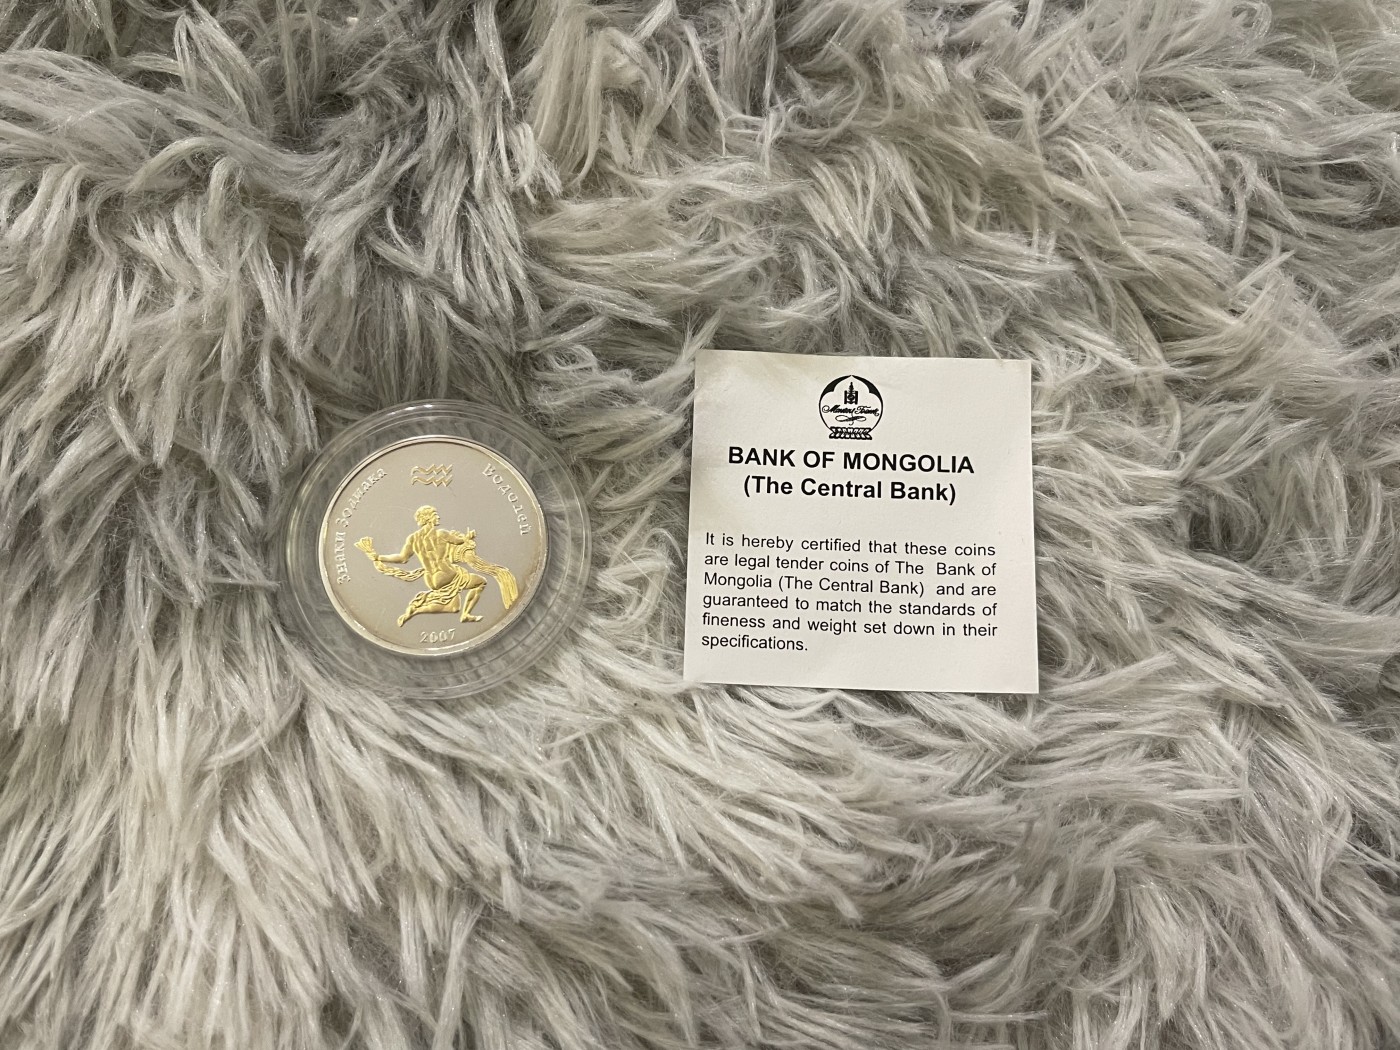 Знаки Зодиака
Водолей
2007
BANK OF MONGOLIA
(The Central Bank)
It is hereby certified that these coins
are legal tender coins of The Bank of
Mongolia (The Central Bank) and are
guaranteed to match the standards of
fineness and weight set down in their
specifications.